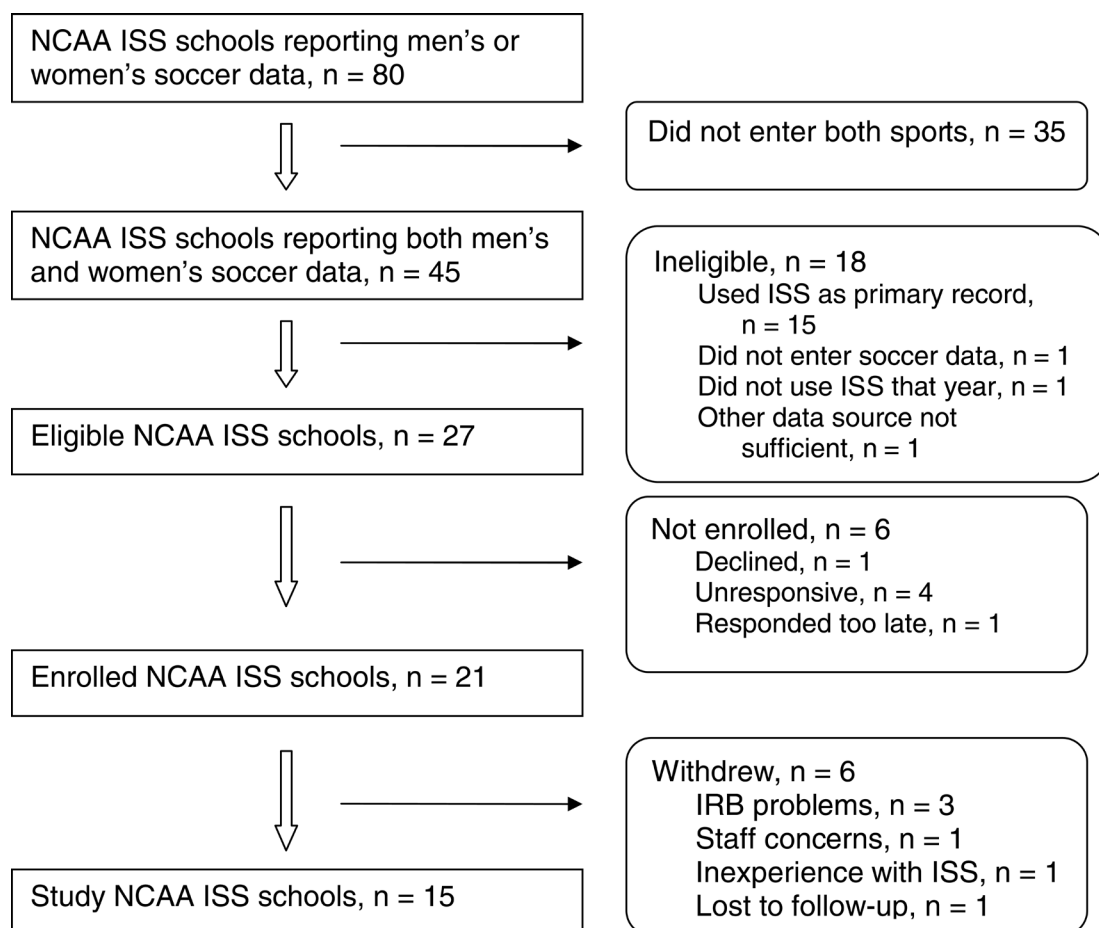 NCAA ISS schools reporting men’s or
women’s soccer data, n = 80
Did not enter both sports, n = 35
NCAA ISS schools reporting both men’s
and women’s soccer data, n = 45
Ineligible, n = 18
Used ISS as primary record,
n = 15
Did not enter soccer data, n = 1
Did not use ISS that year, n = 1
Other data source not
sufficient, n = 1
Eligible NCAA ISS schools, n = 27
Not enrolled, n = 6
Declined, n = 1
Unresponsive, n = 4
Responded too late, n = 1
Enrolled NCAA ISS schools, n = 21
Withdrew, n = 6
IRB problems, n = 3
Staff concerns, n = 1
Inexperience with ISS, n = 1
Lost to follow-up, n = 1
Study NCAA ISS schools, n = 15